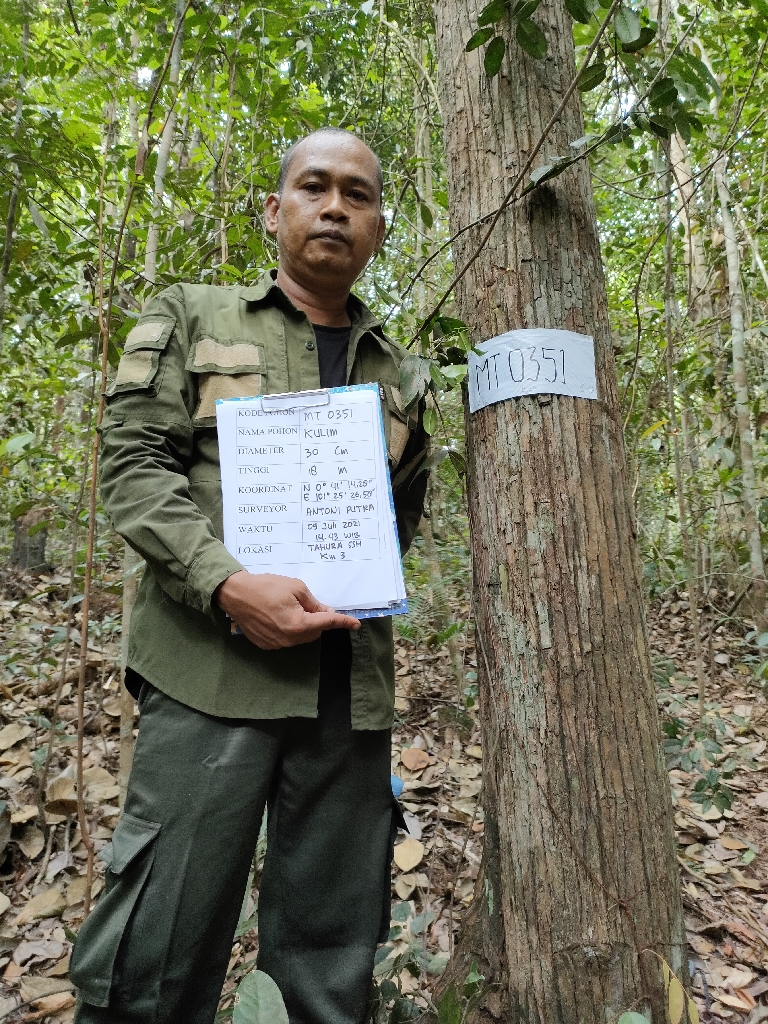 MT 0351
KODE POHON MT 0351
NAMA POHON KULIM
DIAMETER 30 Cm
TINGGI 18 m
KOORDINAT N 0° 41' 14,25"
E 101° 25' 26,59"
SURVEYOR ANTONI PUTRA
WAKTU 09 Juli 2021
14.43 WIB
LOKASI TAHURA SSH
Km 3